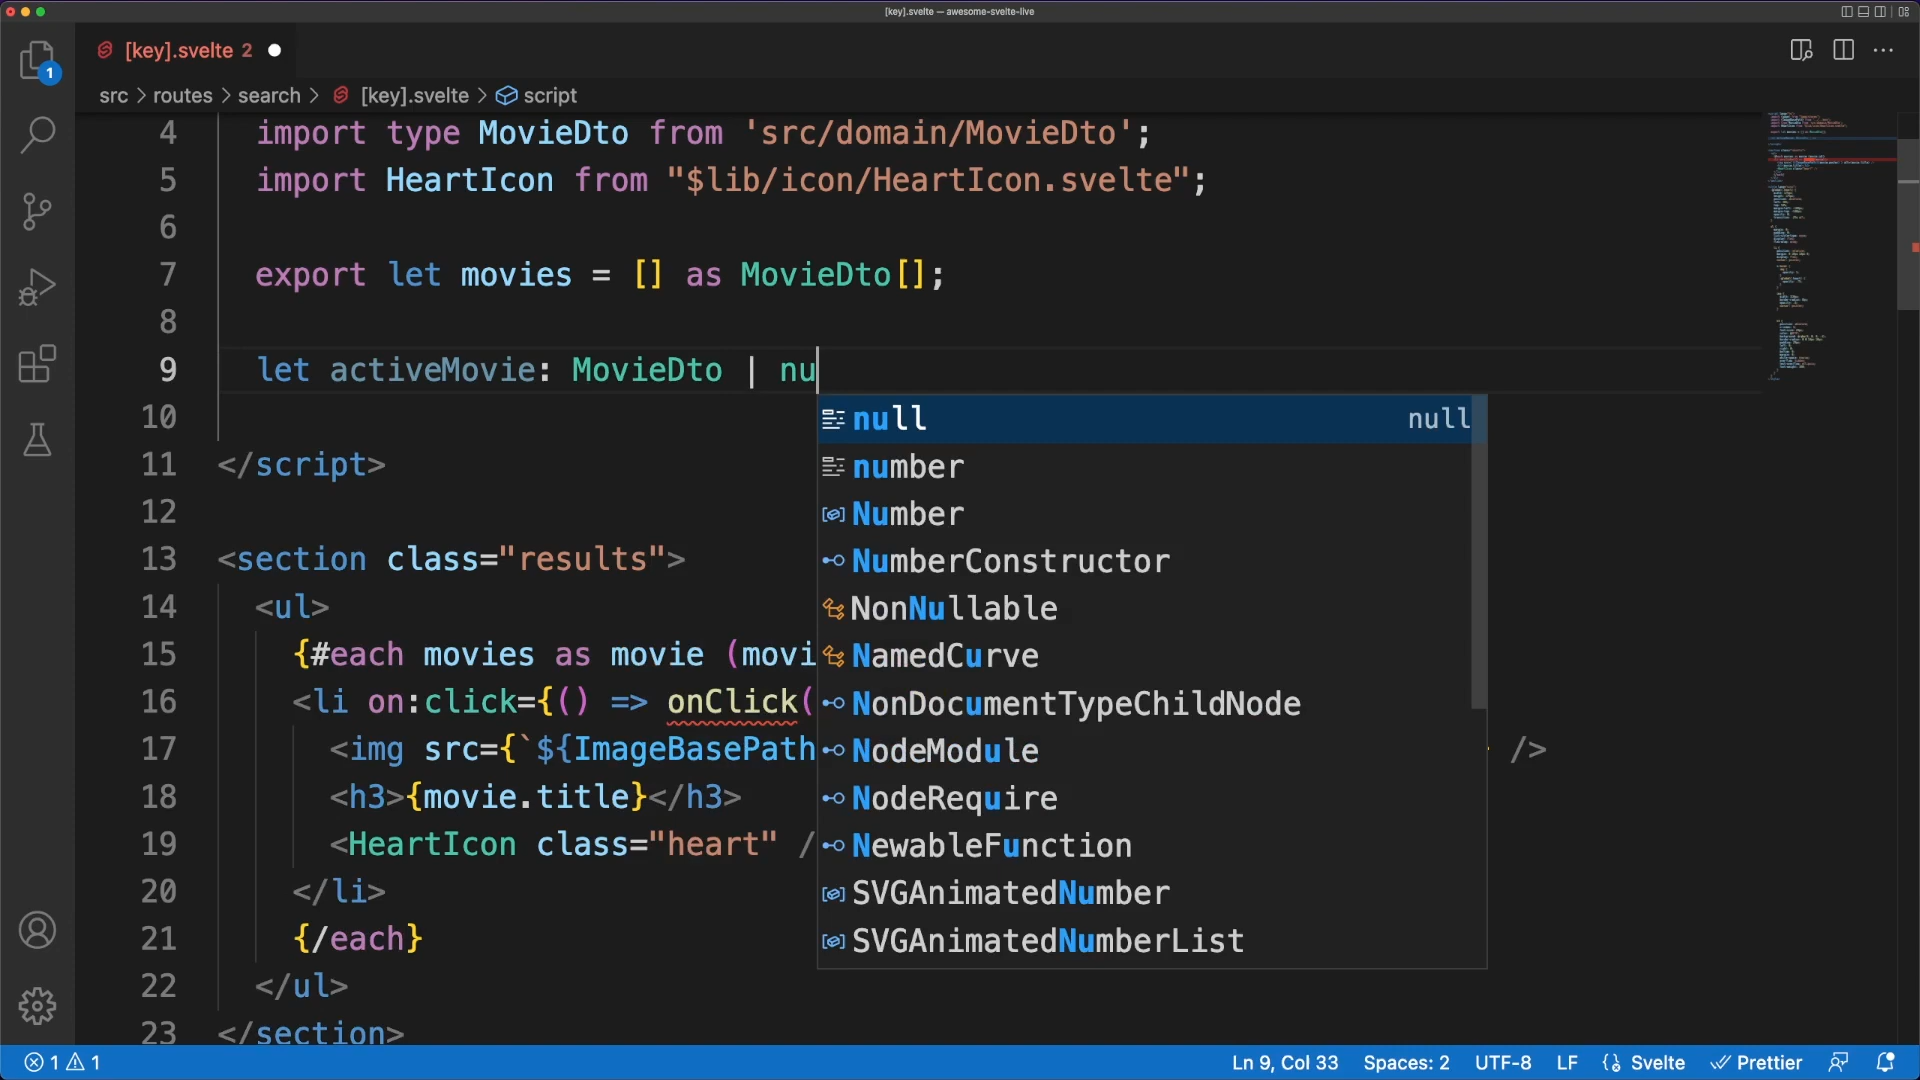 [key].svelte — awesome-svelte-live
[key].svelte 2
1
src > routes > search > [key].svelte > script
4 import type MovieDto from 'src/domain/MovieDto';
5 import HeartIcon from "$lib/icon/HeartIcon.svelte";
6
7 export let movies = [] as MovieDto[];
8
9 let activeMovie: MovieDto | nu
10
11 </script>
12
13 <section class="results">
14 <ul>
15 {#each movies as movie (movi
16 <li on:click={() => onClick(
17 <img src={`${ImageBasePath />
18 <h3>{movie.title}</h3>
19 <HeartIcon class="heart" /
20 </li>
21 {/each}
22 </ul>
23 </section>
null null
number
Number
NumberConstructor
NonNullable
NamedCurve
NonDocumentTypeChildNode
NodeModule
NodeRequire
NewableFunction
SVGAnimatedNumber
SVGAnimatedNumberList
1 1 Ln 9, Col 33 Spaces: 2 UTF-8 LF Svelte Prettier